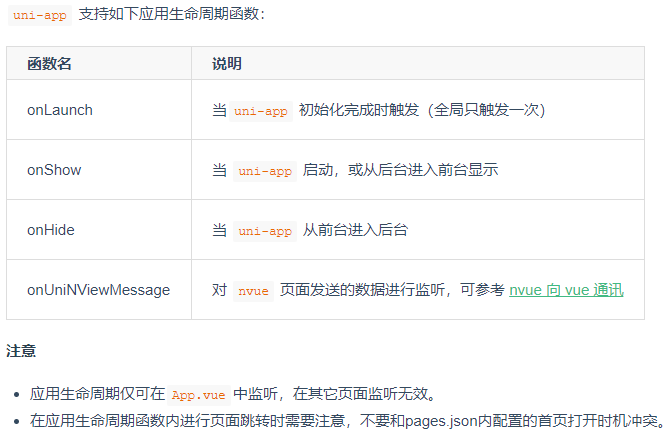 uni-app 支持如下应用生命周期函数：
函数名 说明
onLaunch 当 uni-app 初始化完成时触发（全局只触发一次）
onShow 当 uni-app 启动，或从后台进入前台显示
onHide 当 uni-app 从前台进入后台
onUniNViewMessage 对 nvue 页面发送的数据进行监听，可参考 nvue 向 vue 通讯
注意
• 应用生命周期仅可在 App.vue 中监听，在其它页面监听无效。
• 在应用生命周期函数内进行页面跳转时需要注意，不要和pages.json内配置的首页打开时机冲突。